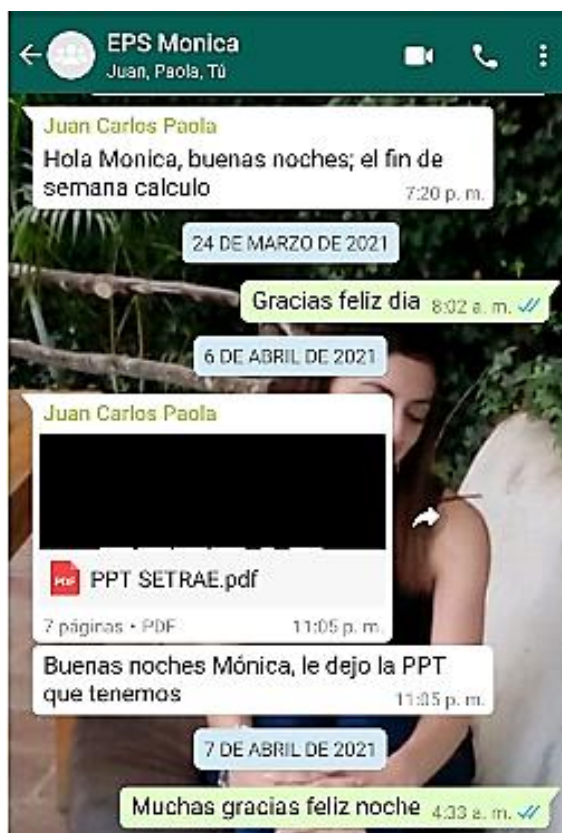 EPS Monica
Juan, Paola, Tú
Juan Carlos Paola
Hola Monica, buenas noches; el fin de
semana calculo
7:20 p. m.
24 DE MARZO DE 2021
Gracias feliz dia 8:02 a. m.
6 DE ABRIL DE 2021
Juan Carlos Paola
PDF PPT SETRAE.pdf
7 páginas • PDF 11:05 p. m.
Buenas noches Mónica, le dejo la PPT
que tenemos
11:05 p. m.
7 DE ABRIL DE 2021
Muchas gracias feliz noche 4:33 a. m.